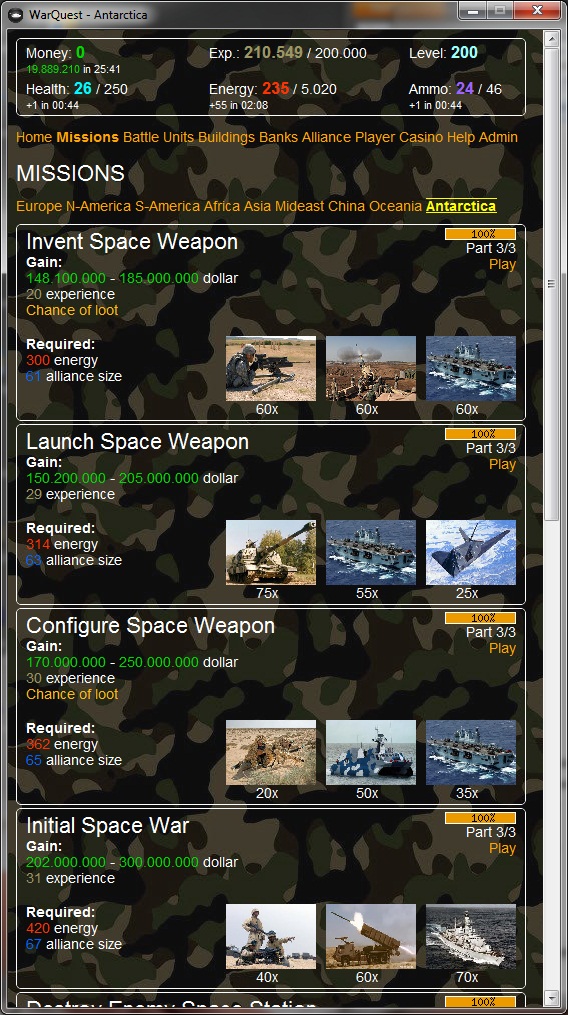 WarQuest - Antarctica
Money: 0 Exp.: 210.549 / 200.000 Level: 200
19.889.210 in 25:41
Health: 26 / 250 Energy: 235 / 5.020 Ammo: 24 / 46
+1 in 00:44 +55 in 02:08 +1 in 00:44
Home Missions Battle Units Buildings Banks Alliance Player Casino Help Admin
MISSIONS
Europe N-America S-America Africa Asia Mideast China Oceania Antarctica
Invent Space Weapon 100%
Gain: Part 3/3
148.100.000 - 185.000.000 dollar Play
20 experience
Chance of loot
Required:
300 energy
61 alliance size
60x 60x 60x
Launch Space Weapon 100%
Gain: Part 3/3
150.200.000 - 205.000.000 dollar Play
29 experience
Required:
314 energy
63 alliance size
75x 55x 25x
Configure Space Weapon 100%
Gain: Part 3/3
170.000.000 - 250.000.000 dollar Play
30 experience
Chance of loot
Required:
362 energy
65 alliance size
20x 50x 35x
Initial Space War 100%
Gain: Part 3/3
202.000.000 - 300.000.000 dollar Play
31 experience
Required:
420 energy
67 alliance size
40x 60x 70x
Destroy Enemy Space Station 100%